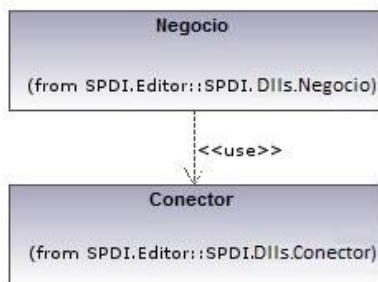 Negocio
(from SPDI.Editor::SPDI. Dlls.Negocio)
<<use>>
Conector
(from SPDI.Editor::SPDI.Dlls.Conector)